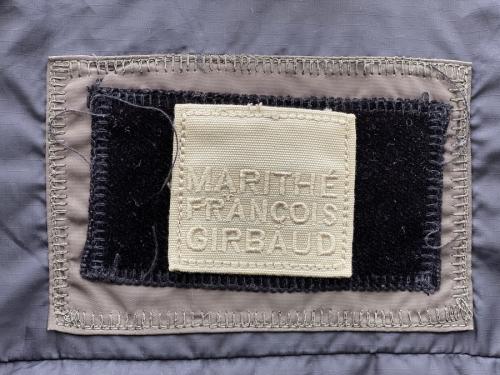 MARITHÉ
+
FRANÇOIS
GIRBAUD